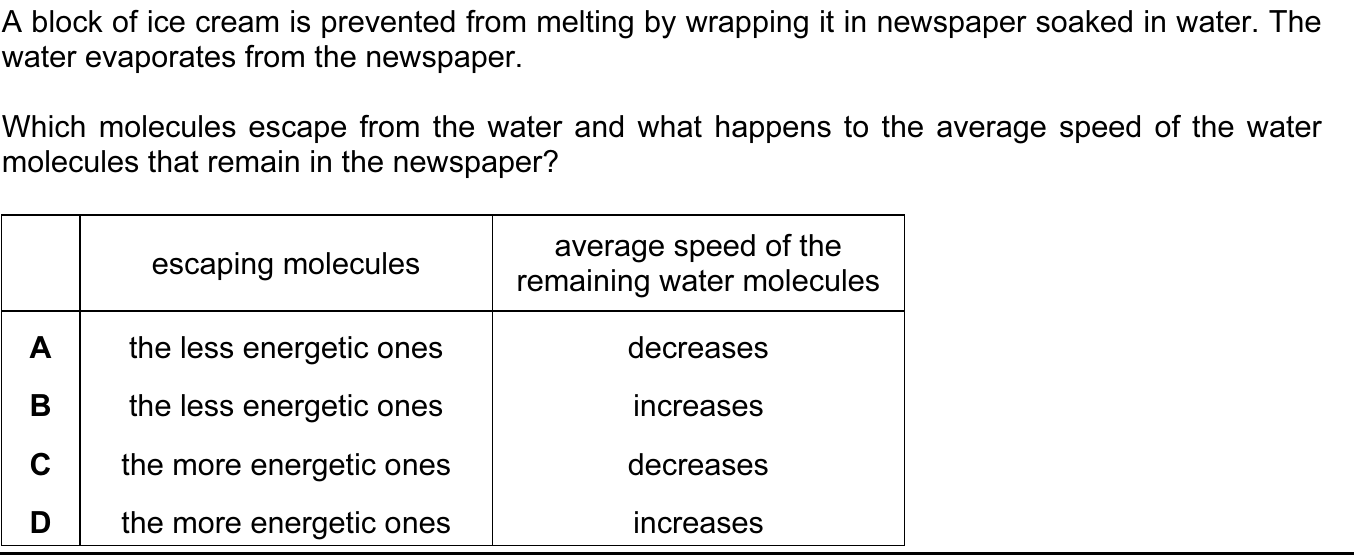 A block of ice cream is prevented from melting by wrapping it in newspaper soaked in water. The
water evaporates from the newspaper.
Which molecules escape from the water and what happens to the average speed of the water
molecules that remain in the newspaper?
escaping molecules
average speed of the
remaining water molecules
A the less energetic ones decreases
B the less energetic ones increases
C the more energetic ones decreases
D the more energetic ones increases